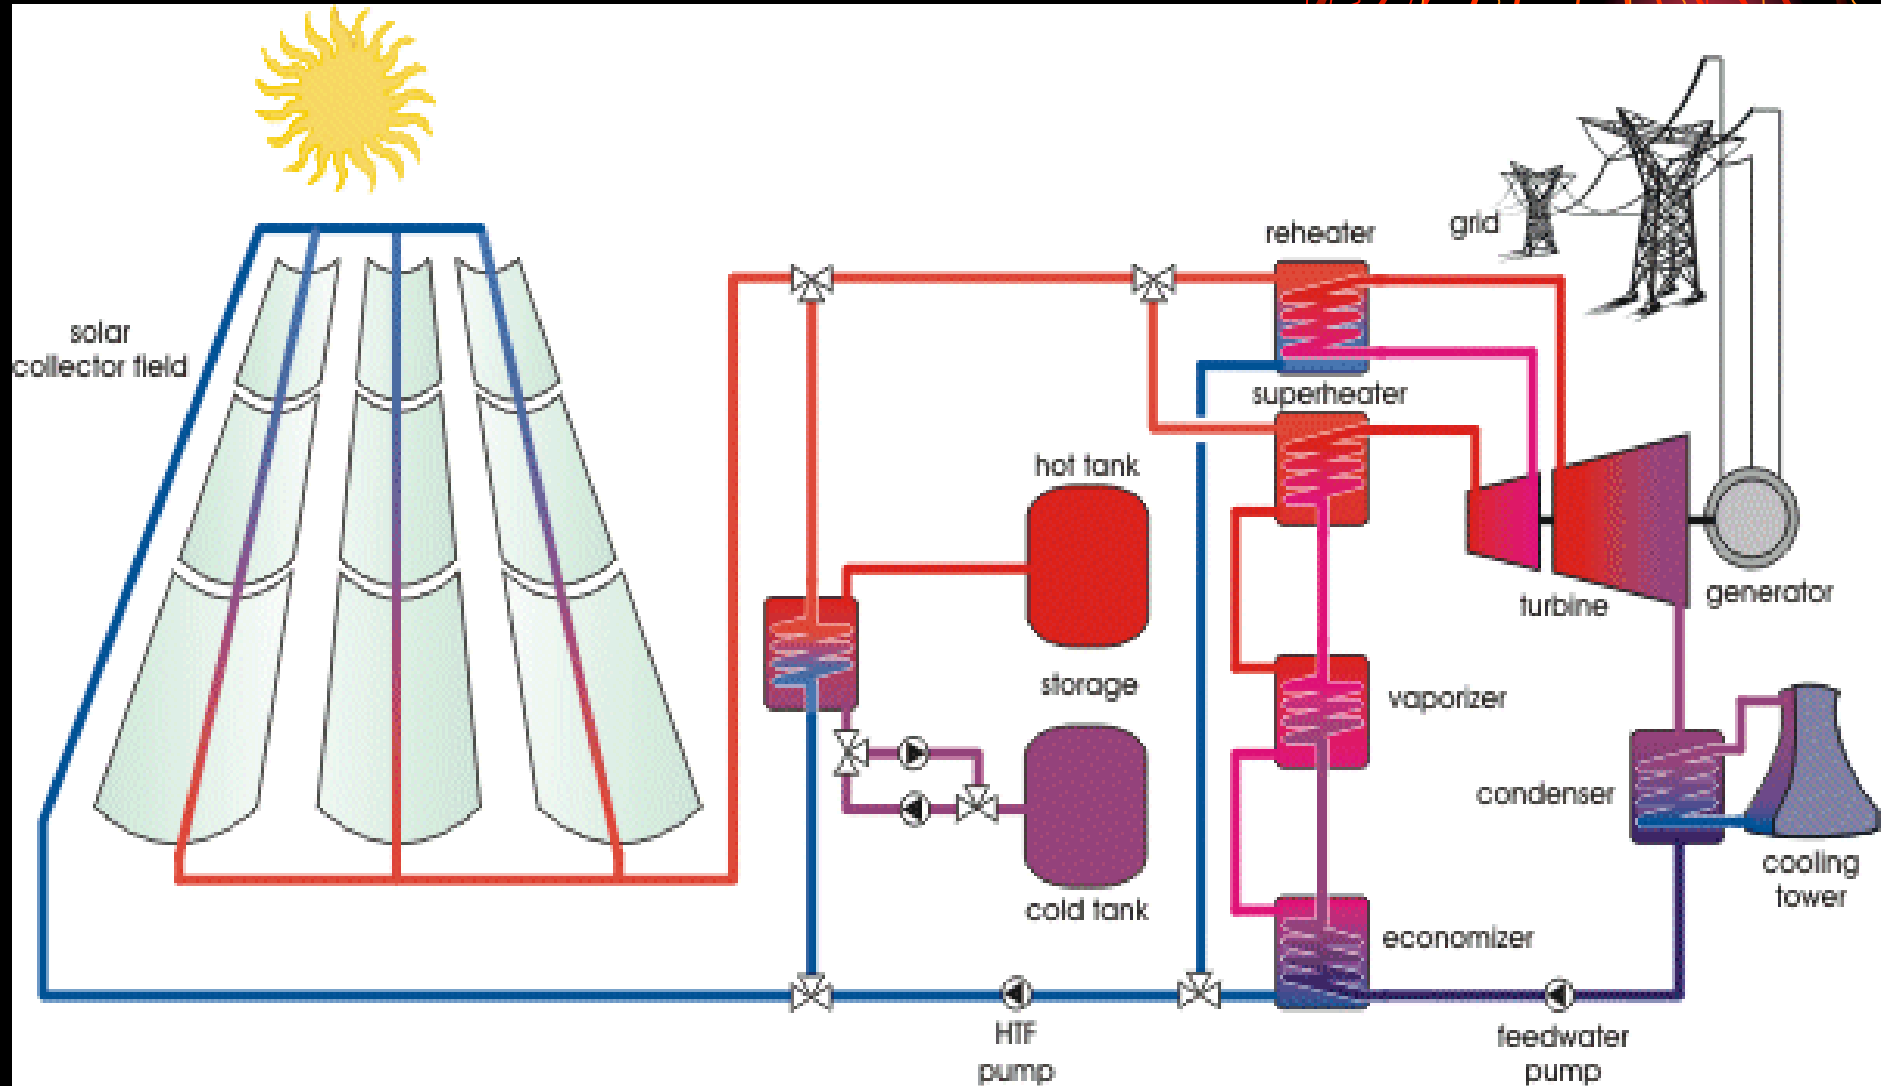 grid
reheater
solar
collector field
superheater
hot tank
turbine
generator
storage
vaporizer
condenser
cooling
tower
cold tank
economizer
HTF
pump
feedwater
pump